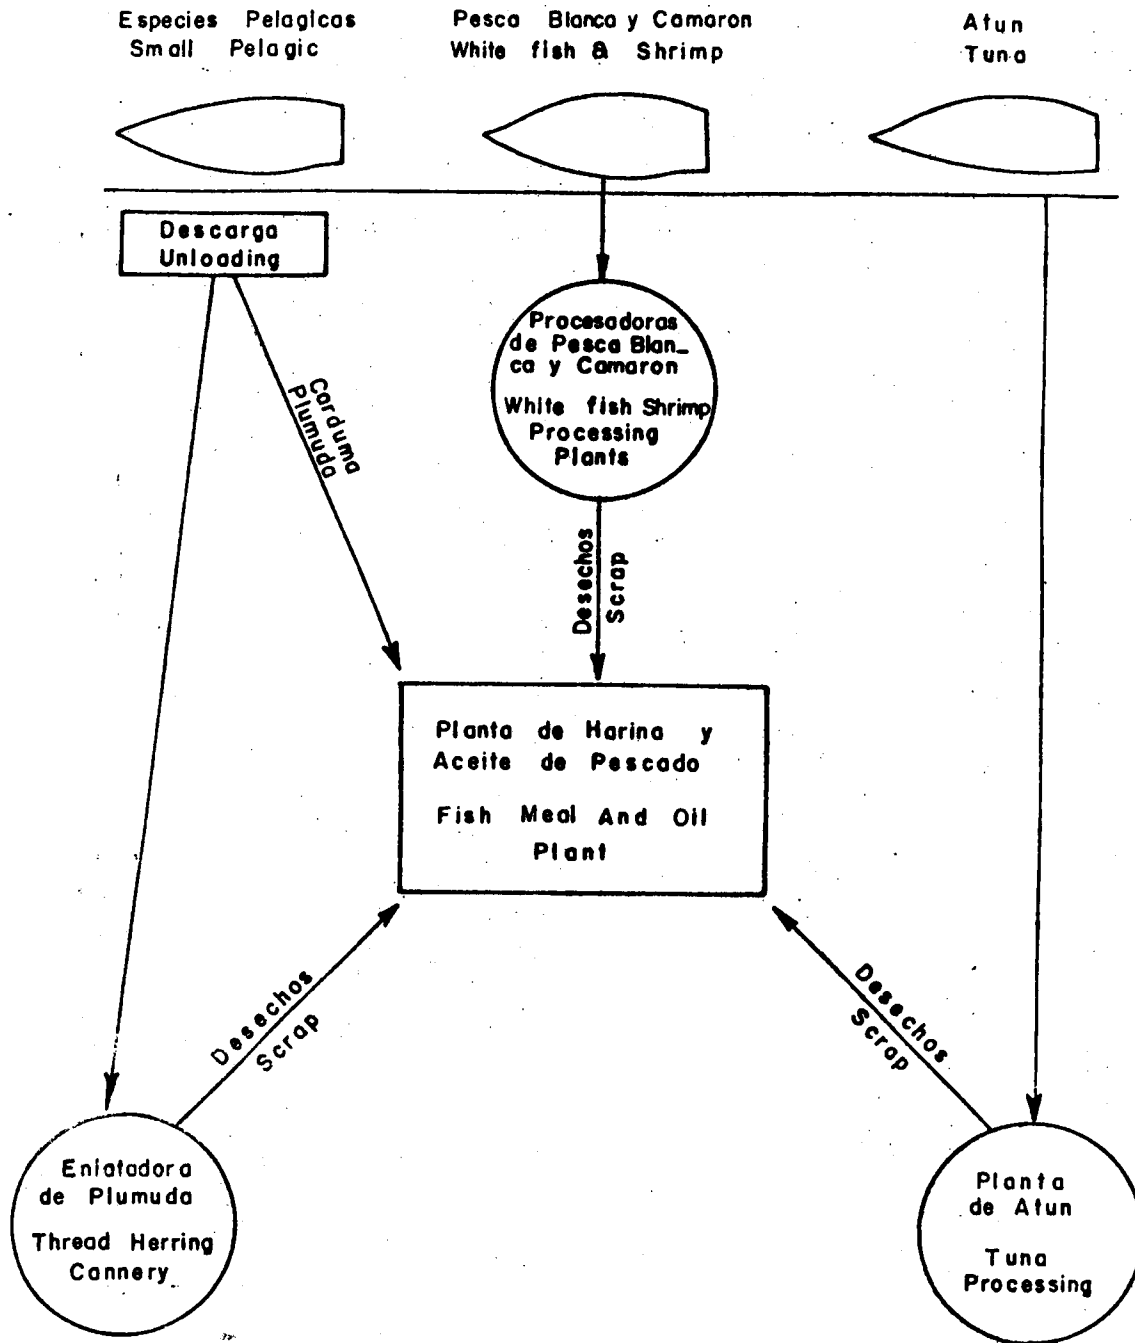 Especies Pelagicas
Small Pelagic
Pesca Blanca y Camaron
White fish & Shrimp
Atun
Tuna
Descarga
Unloading
Carduma
Plumuda
Procesadoras
de Pesca Blan_
ca y Camaron
White fish Shrimp
Processing
Plants
Desechos
Scrap
Planta de Harina y
Aceite de Pescado
Fish Meal And Oil
Plant
Desechos
Scrap
Desechos
Scrap
Enlatadora
de Plumuda
Thread Herring
Cannery
Planta
de Atun
Tuna
Processing